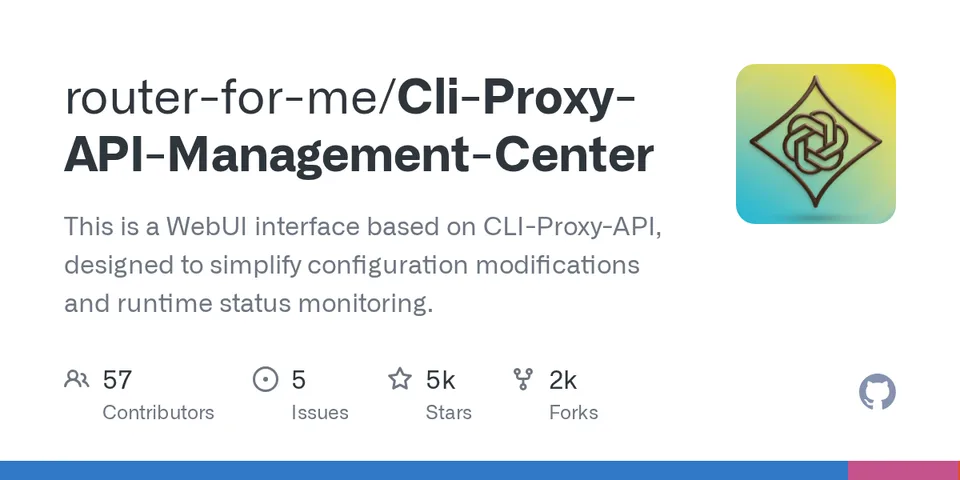 router-for-me/Cli-Proxy-
API-Management-Center
This is a WebUI interface based on CLI-Proxy-API,
designed to simplify configuration modifications
and runtime status monitoring.
57 5 5k 2k
Contributors Issues Stars Forks